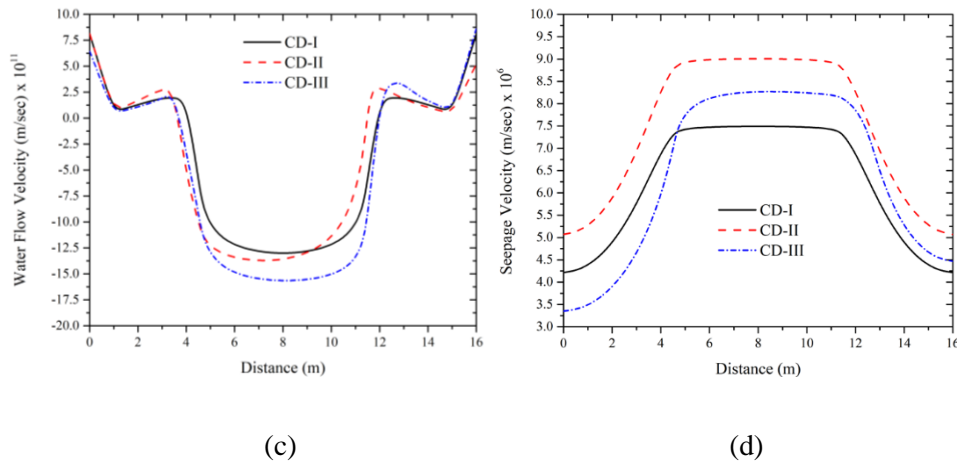 Water Flow Velocity (m/sec) x 10¹¹
10.0
7.5
5.0
2.5
0.0
-2.5
-5.0
-7.5
-10.0
-12.5
-15.0
-17.5
-20.0
CD-I
CD-II
CD-III
0 2 4 6 8 10 12 14 16
Distance (m)
(c)
Seepage Velocity (m/sec) x 10⁶
10.0
9.5
9.0
8.5
8.0
7.5
7.0
6.5
6.0
5.5
5.0
4.5
4.0
3.5
3.0
CD-I
CD-II
CD-III
0 2 4 6 8 10 12 14 16
Distance (m)
(d)